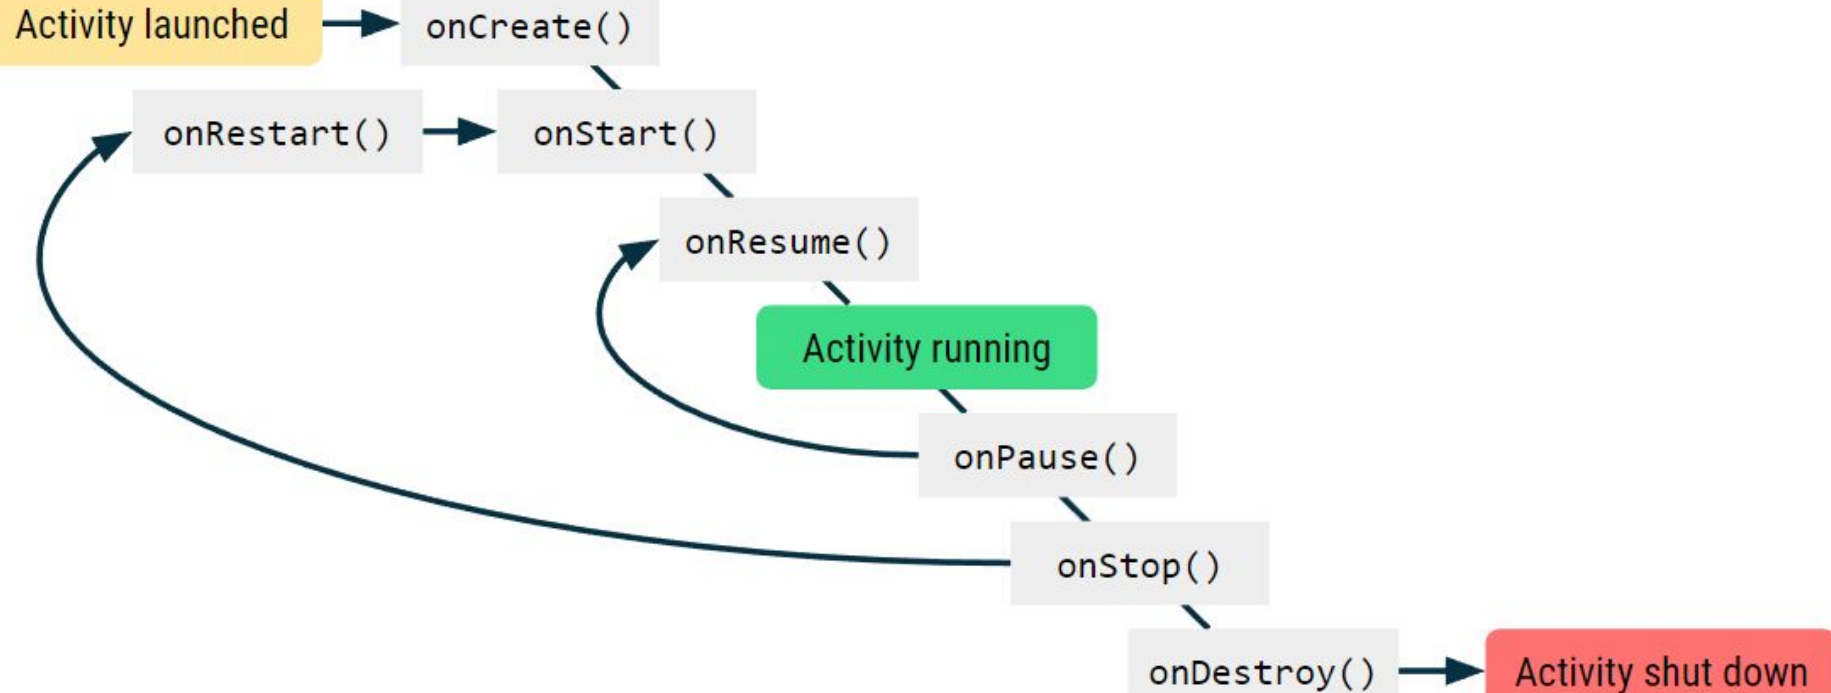 Activity launched
onCreate()
onRestart()
onStart()
onResume()
Activity running
onPause()
onStop()
onDestroy()
Activity shut down